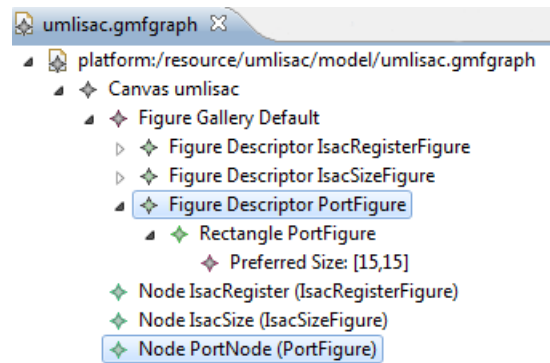 umlisac.gmfgraph
platform:/resource/umlisac/model/umlisac.gmfgraph
Canvas umlisac
Figure Gallery Default
Figure Descriptor IsacRegisterFigure
Figure Descriptor IsacSizeFigure
Figure Descriptor PortFigure
Rectangle PortFigure
Preferred Size: [15,15]
Node IsacRegister (IsacRegisterFigure)
Node IsacSize (IsacSizeFigure)
Node PortNode (PortFigure)